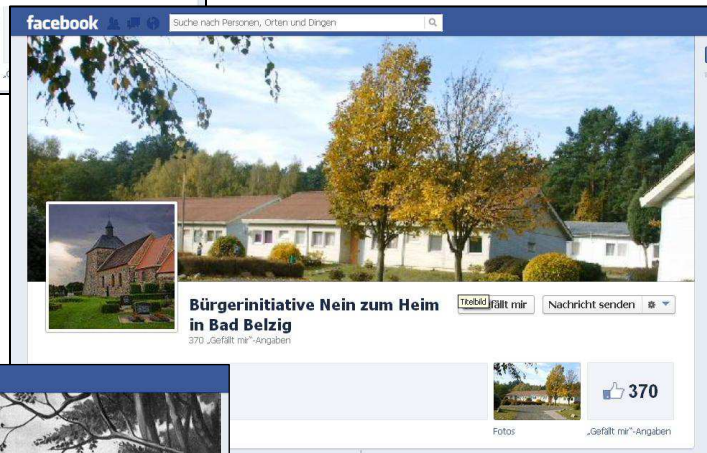 facebook
Suche nach Personen, Orten und Dingen
Bürgerinitiative Nein zum Heim
in Bad Belzig
370 „Gefällt mir“-Angaben
Titelbild
fällt mir
Nachricht senden
370
Fotos
„Gefällt mir“-Angaben